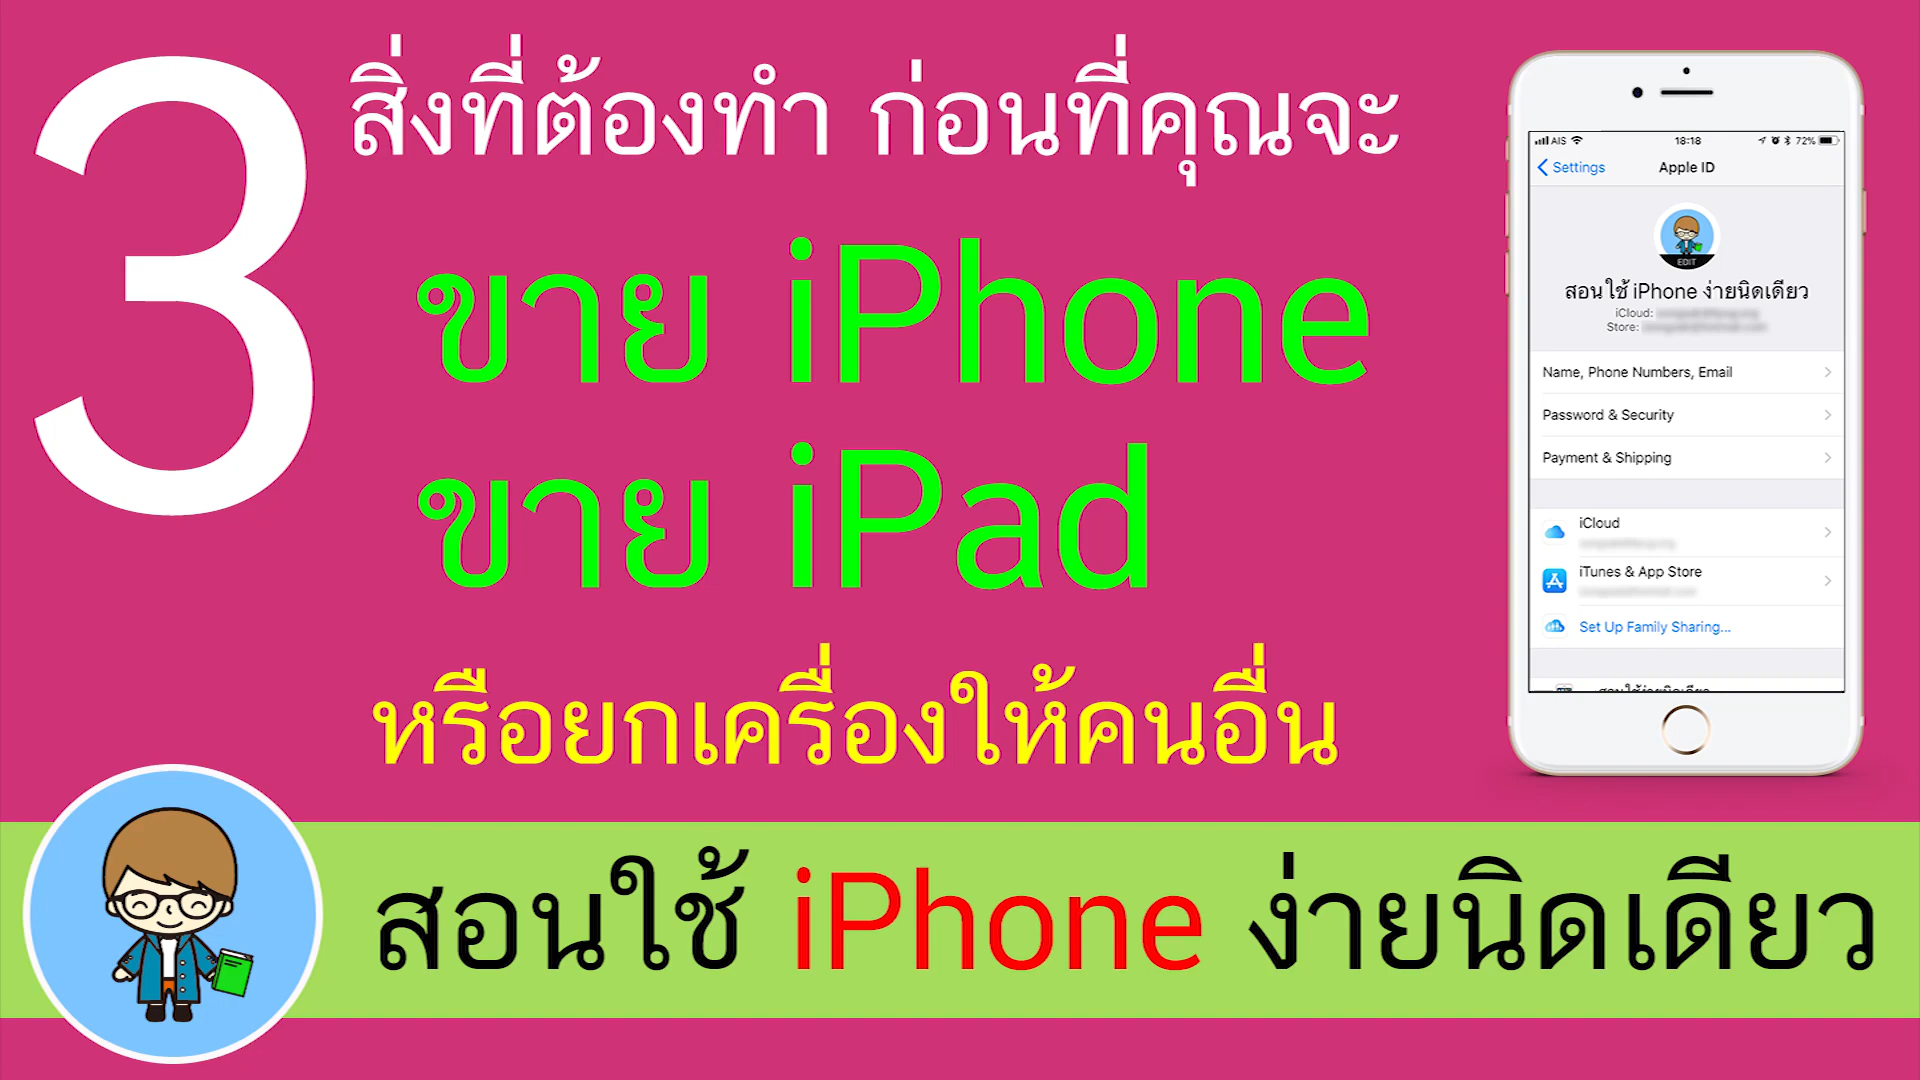 3 สิ่งที่ต้องทำ ก่อนที่คุณจะ
ขาย iPhone
ขาย iPad
หรือยกเครื่องให้คนอื่น
สอนใช้ iPhone ง่ายนิดเดียว
AIS 18:18 72%
Settings Apple ID
EDIT
สอนใช้ iPhone ง่ายนิดเดียว
iCloud:
Store:
Name, Phone Numbers, Email
Password & Security
Payment & Shipping
iCloud
iTunes & App Store
Set Up Family Sharing...